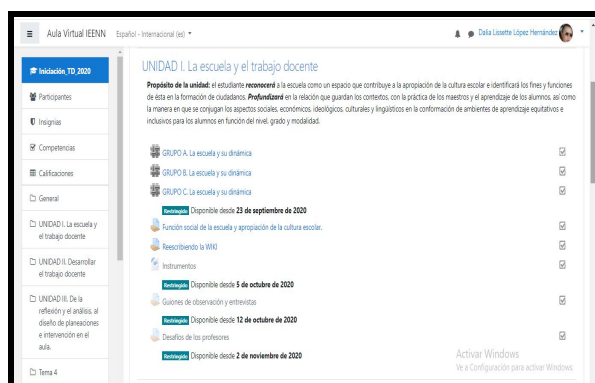 Aula Virtual IEENN Español - Internacional (es) Dalia Lissette López Hernández
Iniciación_TD_2020
Participantes
Insignias
Competencias
Calificaciones
General
UNIDAD I. La escuela y
el trabajo docente
UNIDAD II. Desarrollar
el trabajo docente
UNIDAD III. De la
reflexión y el análisis, al
diseño de planeaciones
e intervención en el
aula.
Tema 4
UNIDAD I. La escuela y el trabajo docente
Propósito de la unidad: el estudiante reconocerá a la escuela como un espacio que contribuye a la apropiación de la cultura escolar e identificará los fines y funciones
de ésta en la formación de ciudadanos. Profundizará en la relación que guardan los contextos, con la práctica de los maestros y el aprendizaje de los alumnos, así como
la manera en que se conjugan los aspectos sociales, económicos, ideológicos, culturales y lingüísticos en la conformación de ambientes de aprendizaje equitativos e
inclusivos para los alumnos en función del nivel, grado y modalidad.
GRUPO A. La escuela y su dinámica
GRUPO B. La escuela y su dinámica
GRUPO C. La escuela y su dinámica
Restringido Disponible desde 23 de septiembre de 2020
Función social de la escuela y apropiación de la cultura escolar.
Reescribiendo la WIKI
Instrumentos
Restringido Disponible desde 5 de octubre de 2020
Guiones de observación y entrevistas
Restringido Disponible desde 12 de octubre de 2020
Desafíos de los profesores
Restringido Disponible desde 2 de noviembre de 2020
Activar Windows
Ve a Configuración para activar Windows.